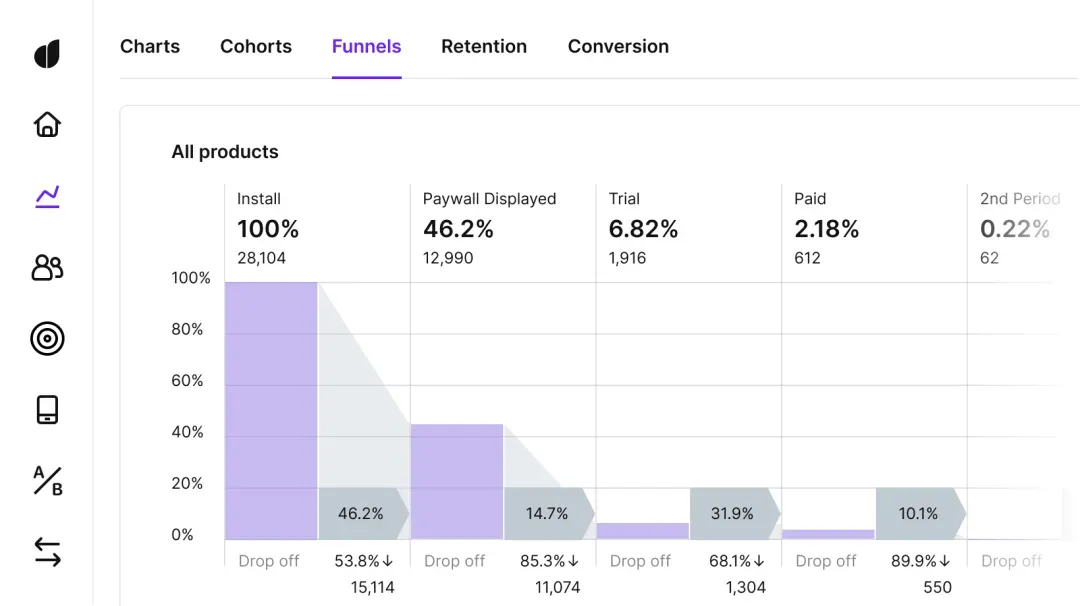 Charts Cohorts Funnels Retention Conversion
All products
Install Paywall Displayed Trial Paid 2nd Period
100% 46.2% 6.82% 2.18% 0.22%
28,104 12,990 1,916 612 62
100%
80%
60%
40%
A
B
20%
46.2% 14.7% 31.9% 10.1%
0%
Drop off 53.8%↓ Drop off 85.3%↓ Drop off 68.1%↓ Drop off 89.9%↓ Drop off
15,114 11,074 1,304 550